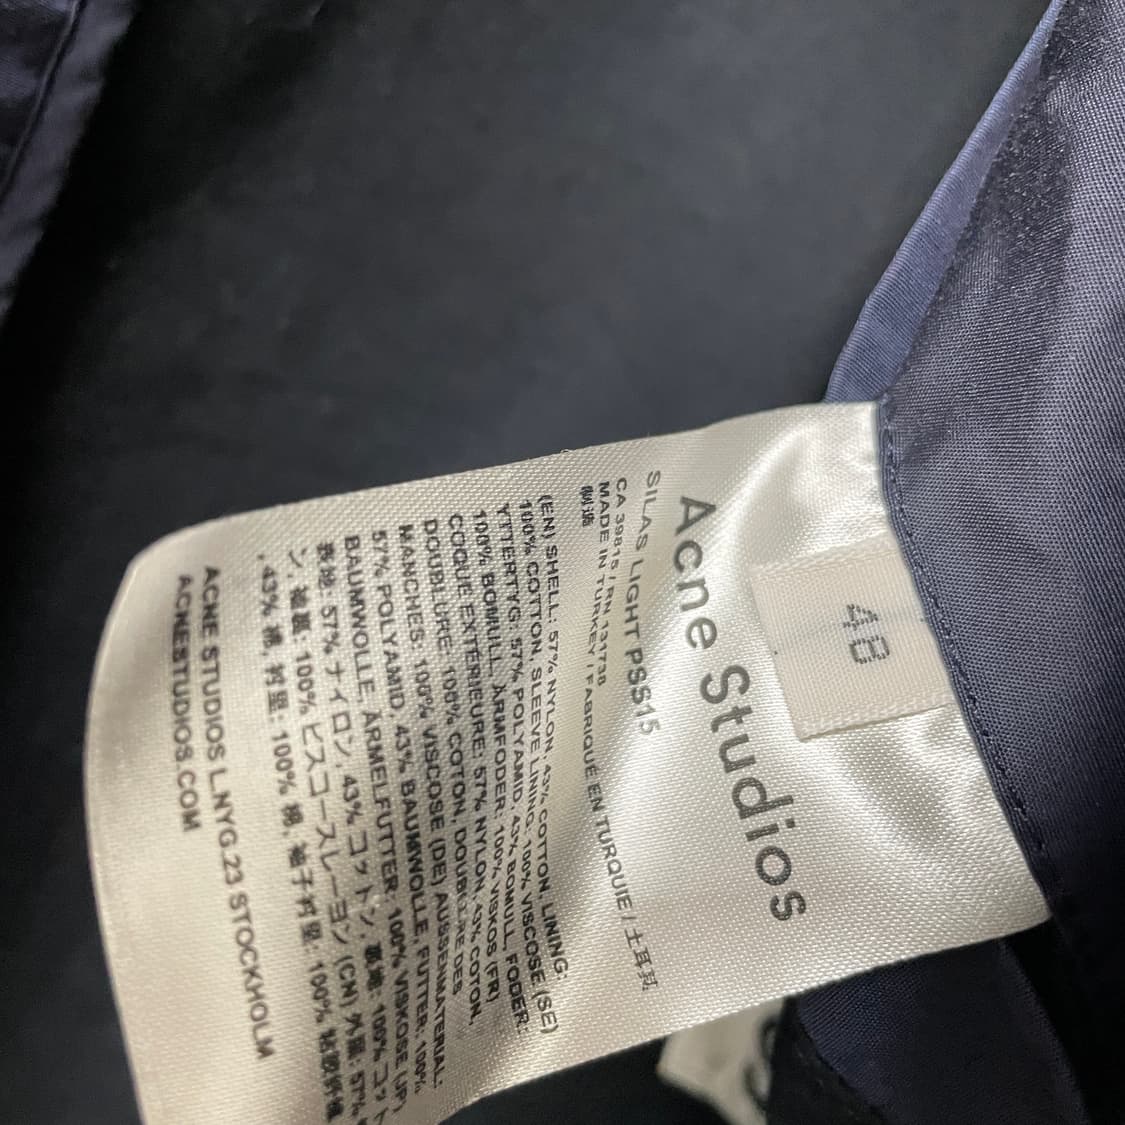 48
Acne Studios
SILAS LIGHT PSS15
CA 39815 / RN 131738
MADE IN TURKEY / FABRIQUÉ EN TURQUIE / 土耳其
制造
(EN) SHELL: 57% NYLON, 43% COTTON, LINING:
100% COTTON, SLEEVE LINING: 100% VISCOSE (SE)
YTTERTYG: 57% POLYAMID, 43% BOMULL, FODER:
100% BOMULL, ÄRMFODER: 100% VISKOS (FR)
COQUE EXTÉRIEURE: 57% NYLON, 43% COTON,
DOUBLURE: 100% COTON, DOUBLURE DES
MANCHES: 100% VISCOSE (DE) AUSSENMATERIAL:
57% POLYAMID, 43% BAUMWOLLE, FUTTER: 100%
BAUMWOLLE, ÄRMELFUTTER: 100% VISKOSE (JP)
表地: 57% ナイロン, 43% コットン, 裏地: 100% コット
ン, 袖裏: 100% ビスコースレーヨン (CN) 外面: 57%
, 43% 棉, 衬里: 100% 棉, 袖子衬里: 100% 粘胶纤维
ACNE STUDIOS L.NYG.23 STOCKHOLM
ACNESTUDIOS.COM